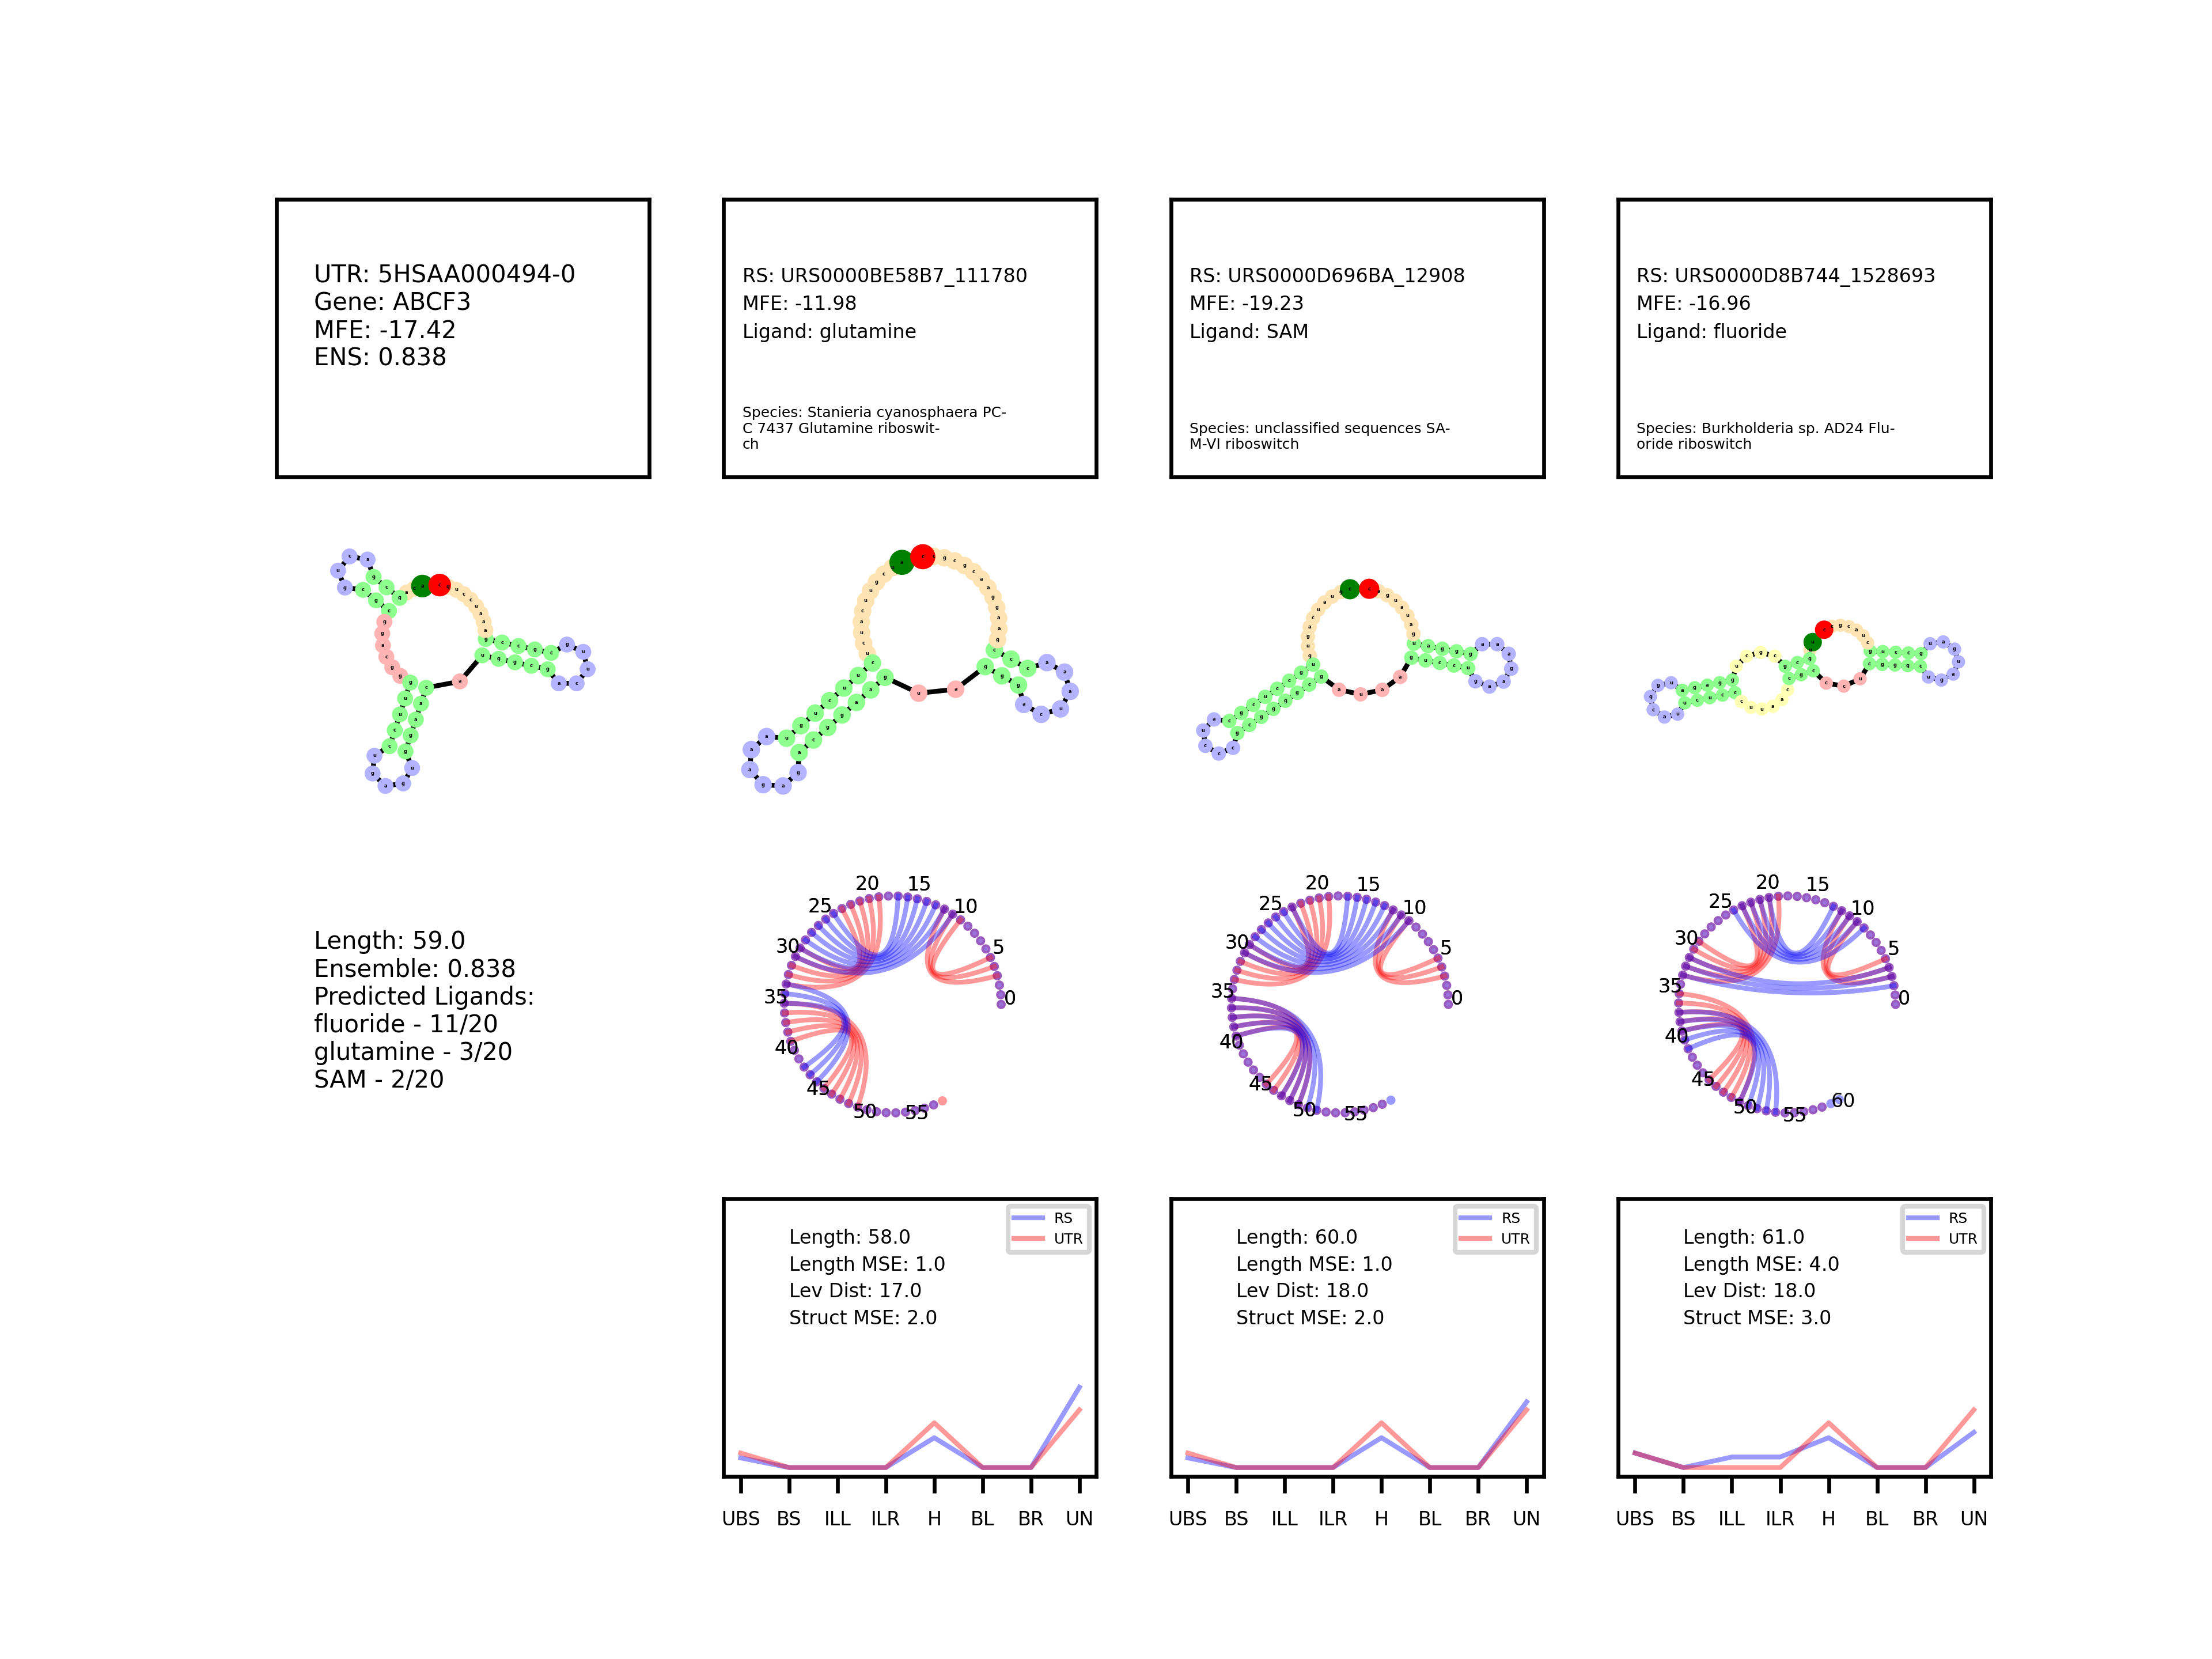 UTR: 5HSAA000494-0
Gene: ABCF3
MFE: -17.42
ENS: 0.838
RS: URS0000BE58B7_111780
MFE: -11.98
Ligand: glutamine
Species: Stanieria cyanosphaera PC-
C 7437 Glutamine riboswit-
ch
RS: URS0000D696BA_12908
MFE: -19.23
Ligand: SAM
Species: unclassified sequences SA-
M-VI riboswitch
RS: URS0000D8B744_1528693
MFE: -16.96
Ligand: fluoride
Species: Burkholderia sp. AD24 Flu-
oride riboswitch
Length: 59.0
Ensemble: 0.838
Predicted Ligands:
fluoride - 11/20
glutamine - 3/20
SAM - 2/20
0
5
10
15
20
25
30
35
40
45
50
55
0
5
10
15
20
25
30
35
40
45
50
55
0
5
10
15
20
25
30
35
40
45
50
55
60
Length: 58.0
Length MSE: 1.0
Lev Dist: 17.0
Struct MSE: 2.0
RS
UTR
UBS BS ILL ILR H BL BR UN
Length: 60.0
Length MSE: 1.0
Lev Dist: 18.0
Struct MSE: 2.0
RS
UTR
UBS BS ILL ILR H BL BR UN
Length: 61.0
Length MSE: 4.0
Lev Dist: 18.0
Struct MSE: 3.0
RS
UTR
UBS BS ILL ILR H BL BR UN